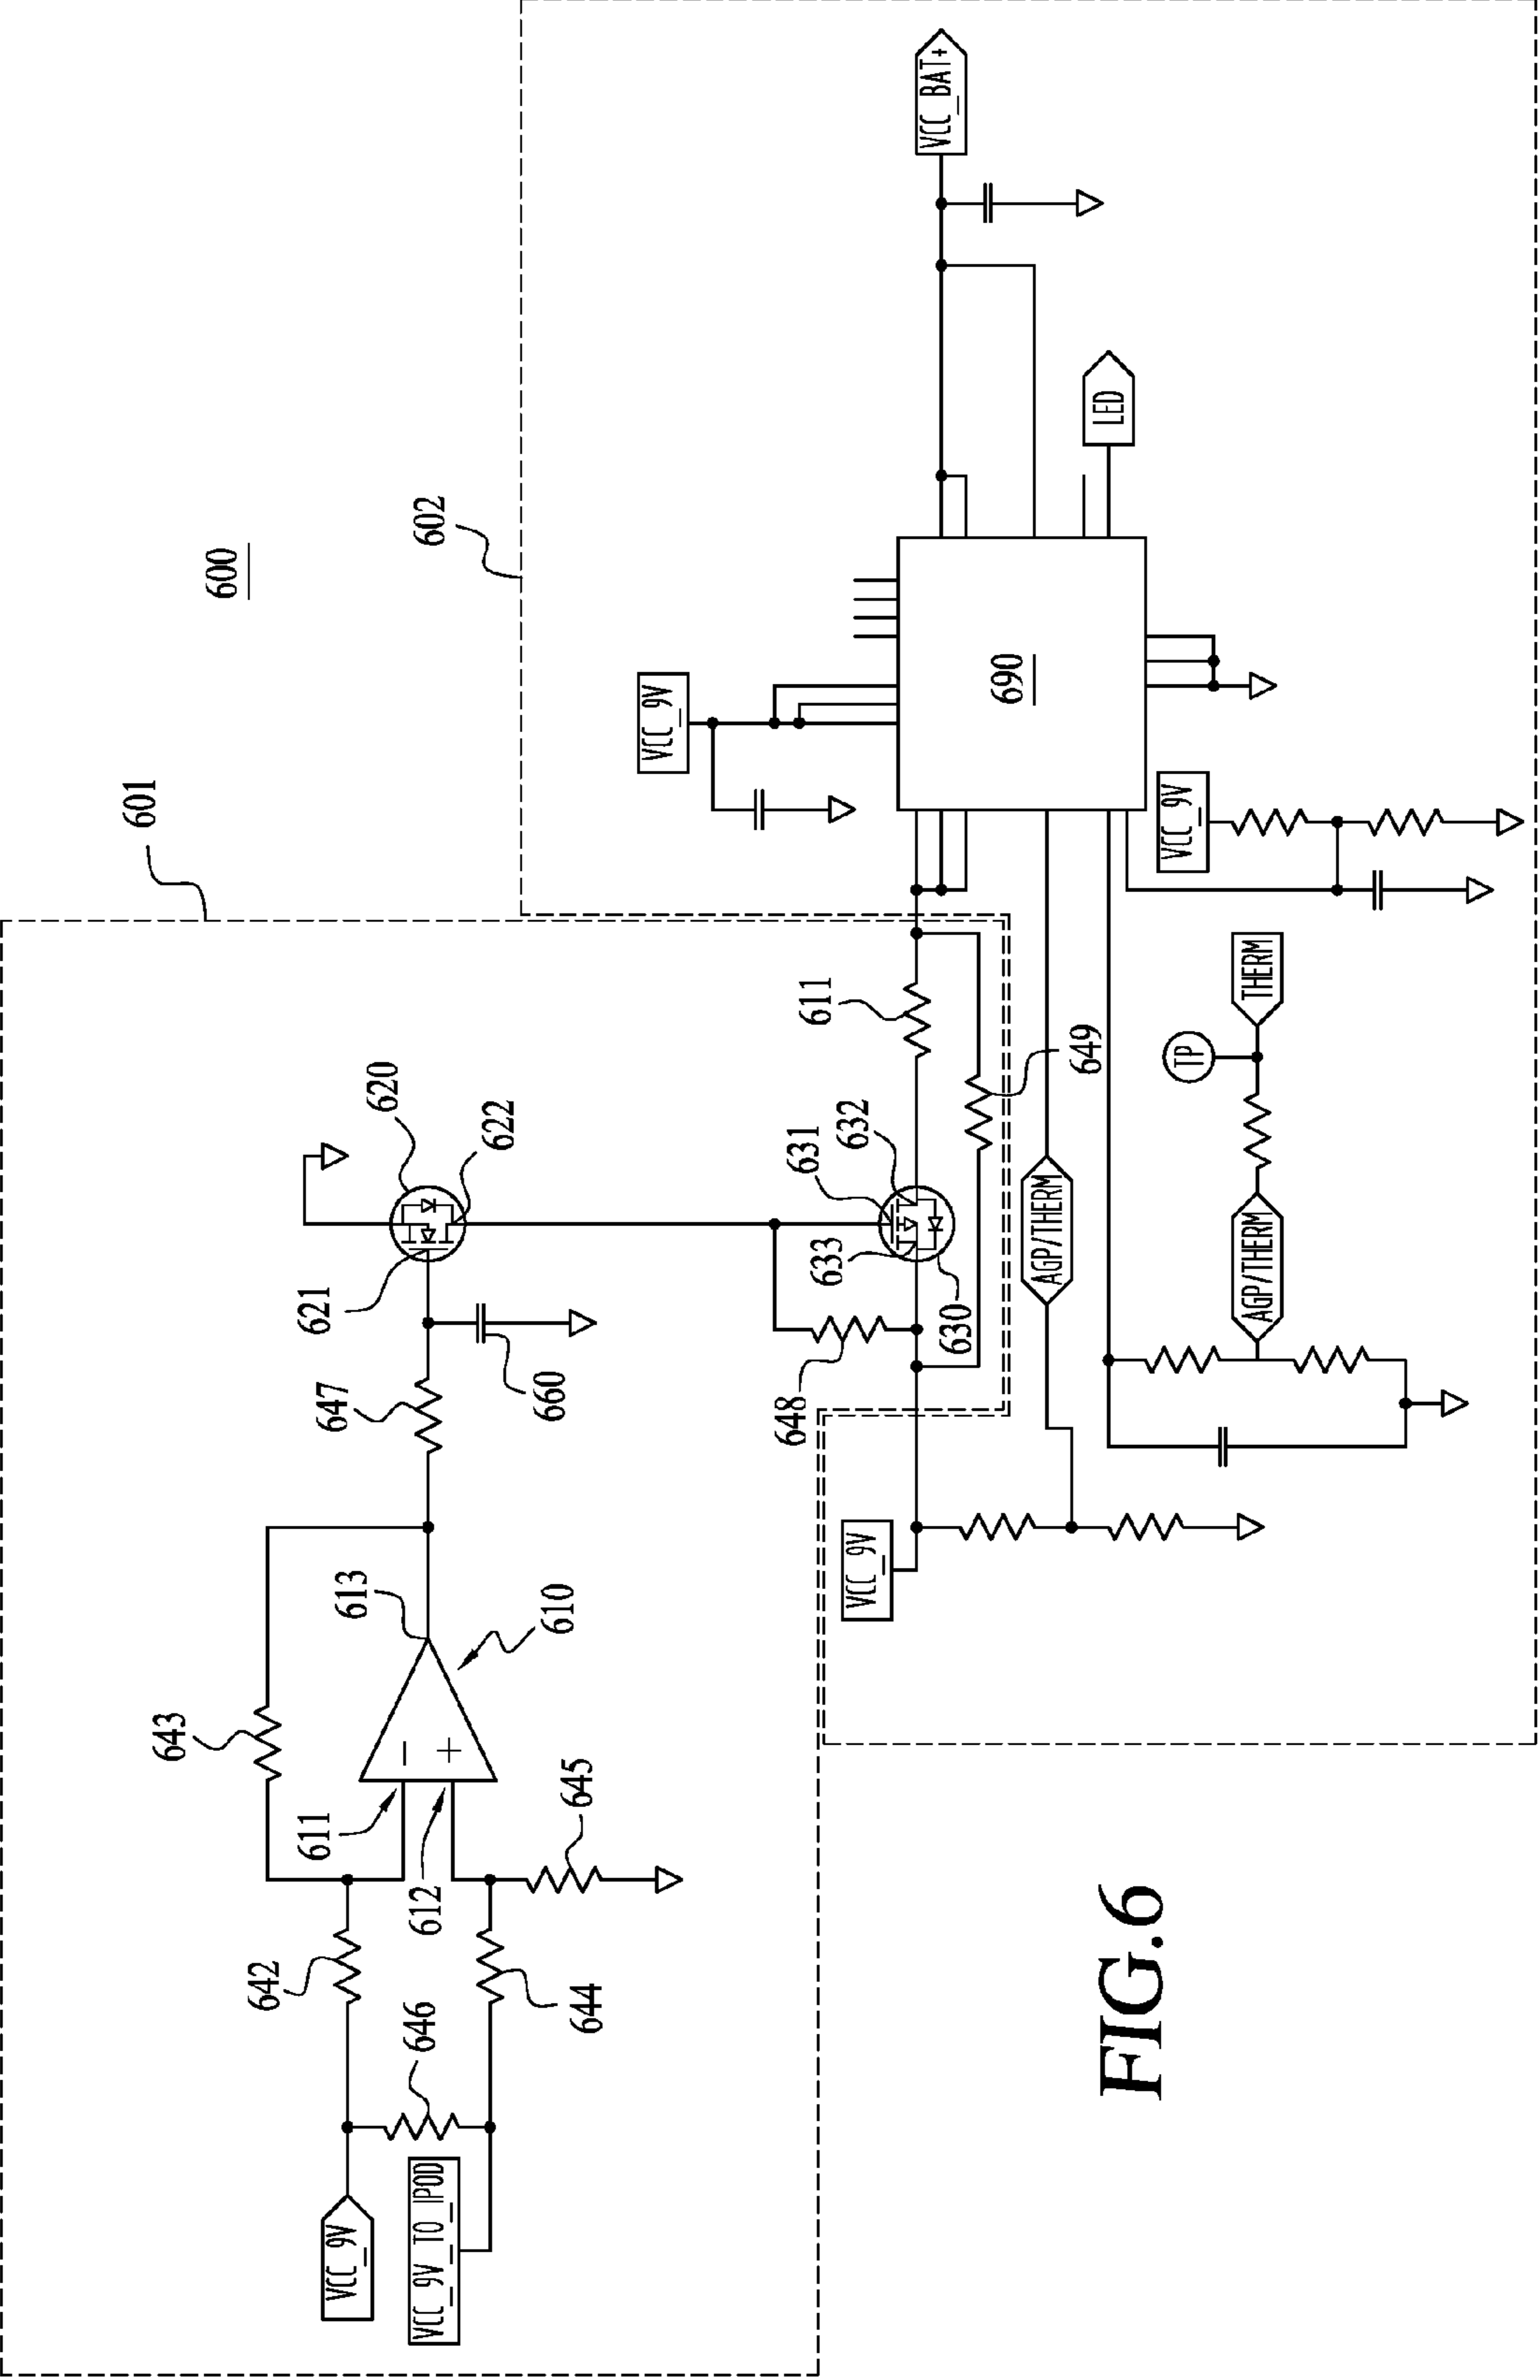 600
601
602
VCC_9V
VCC_9V_TO_IPOD
642
646
644
643
611
612
645
613
610
647
660
621
620
622
648
633
631
632
630
611
649
VCC_9V
AGP/THERM
VCC_9V
690
VCC_BAT+
LED
VCC_9V
AGP/THERM
TP
THERM
-
+
FIG.6